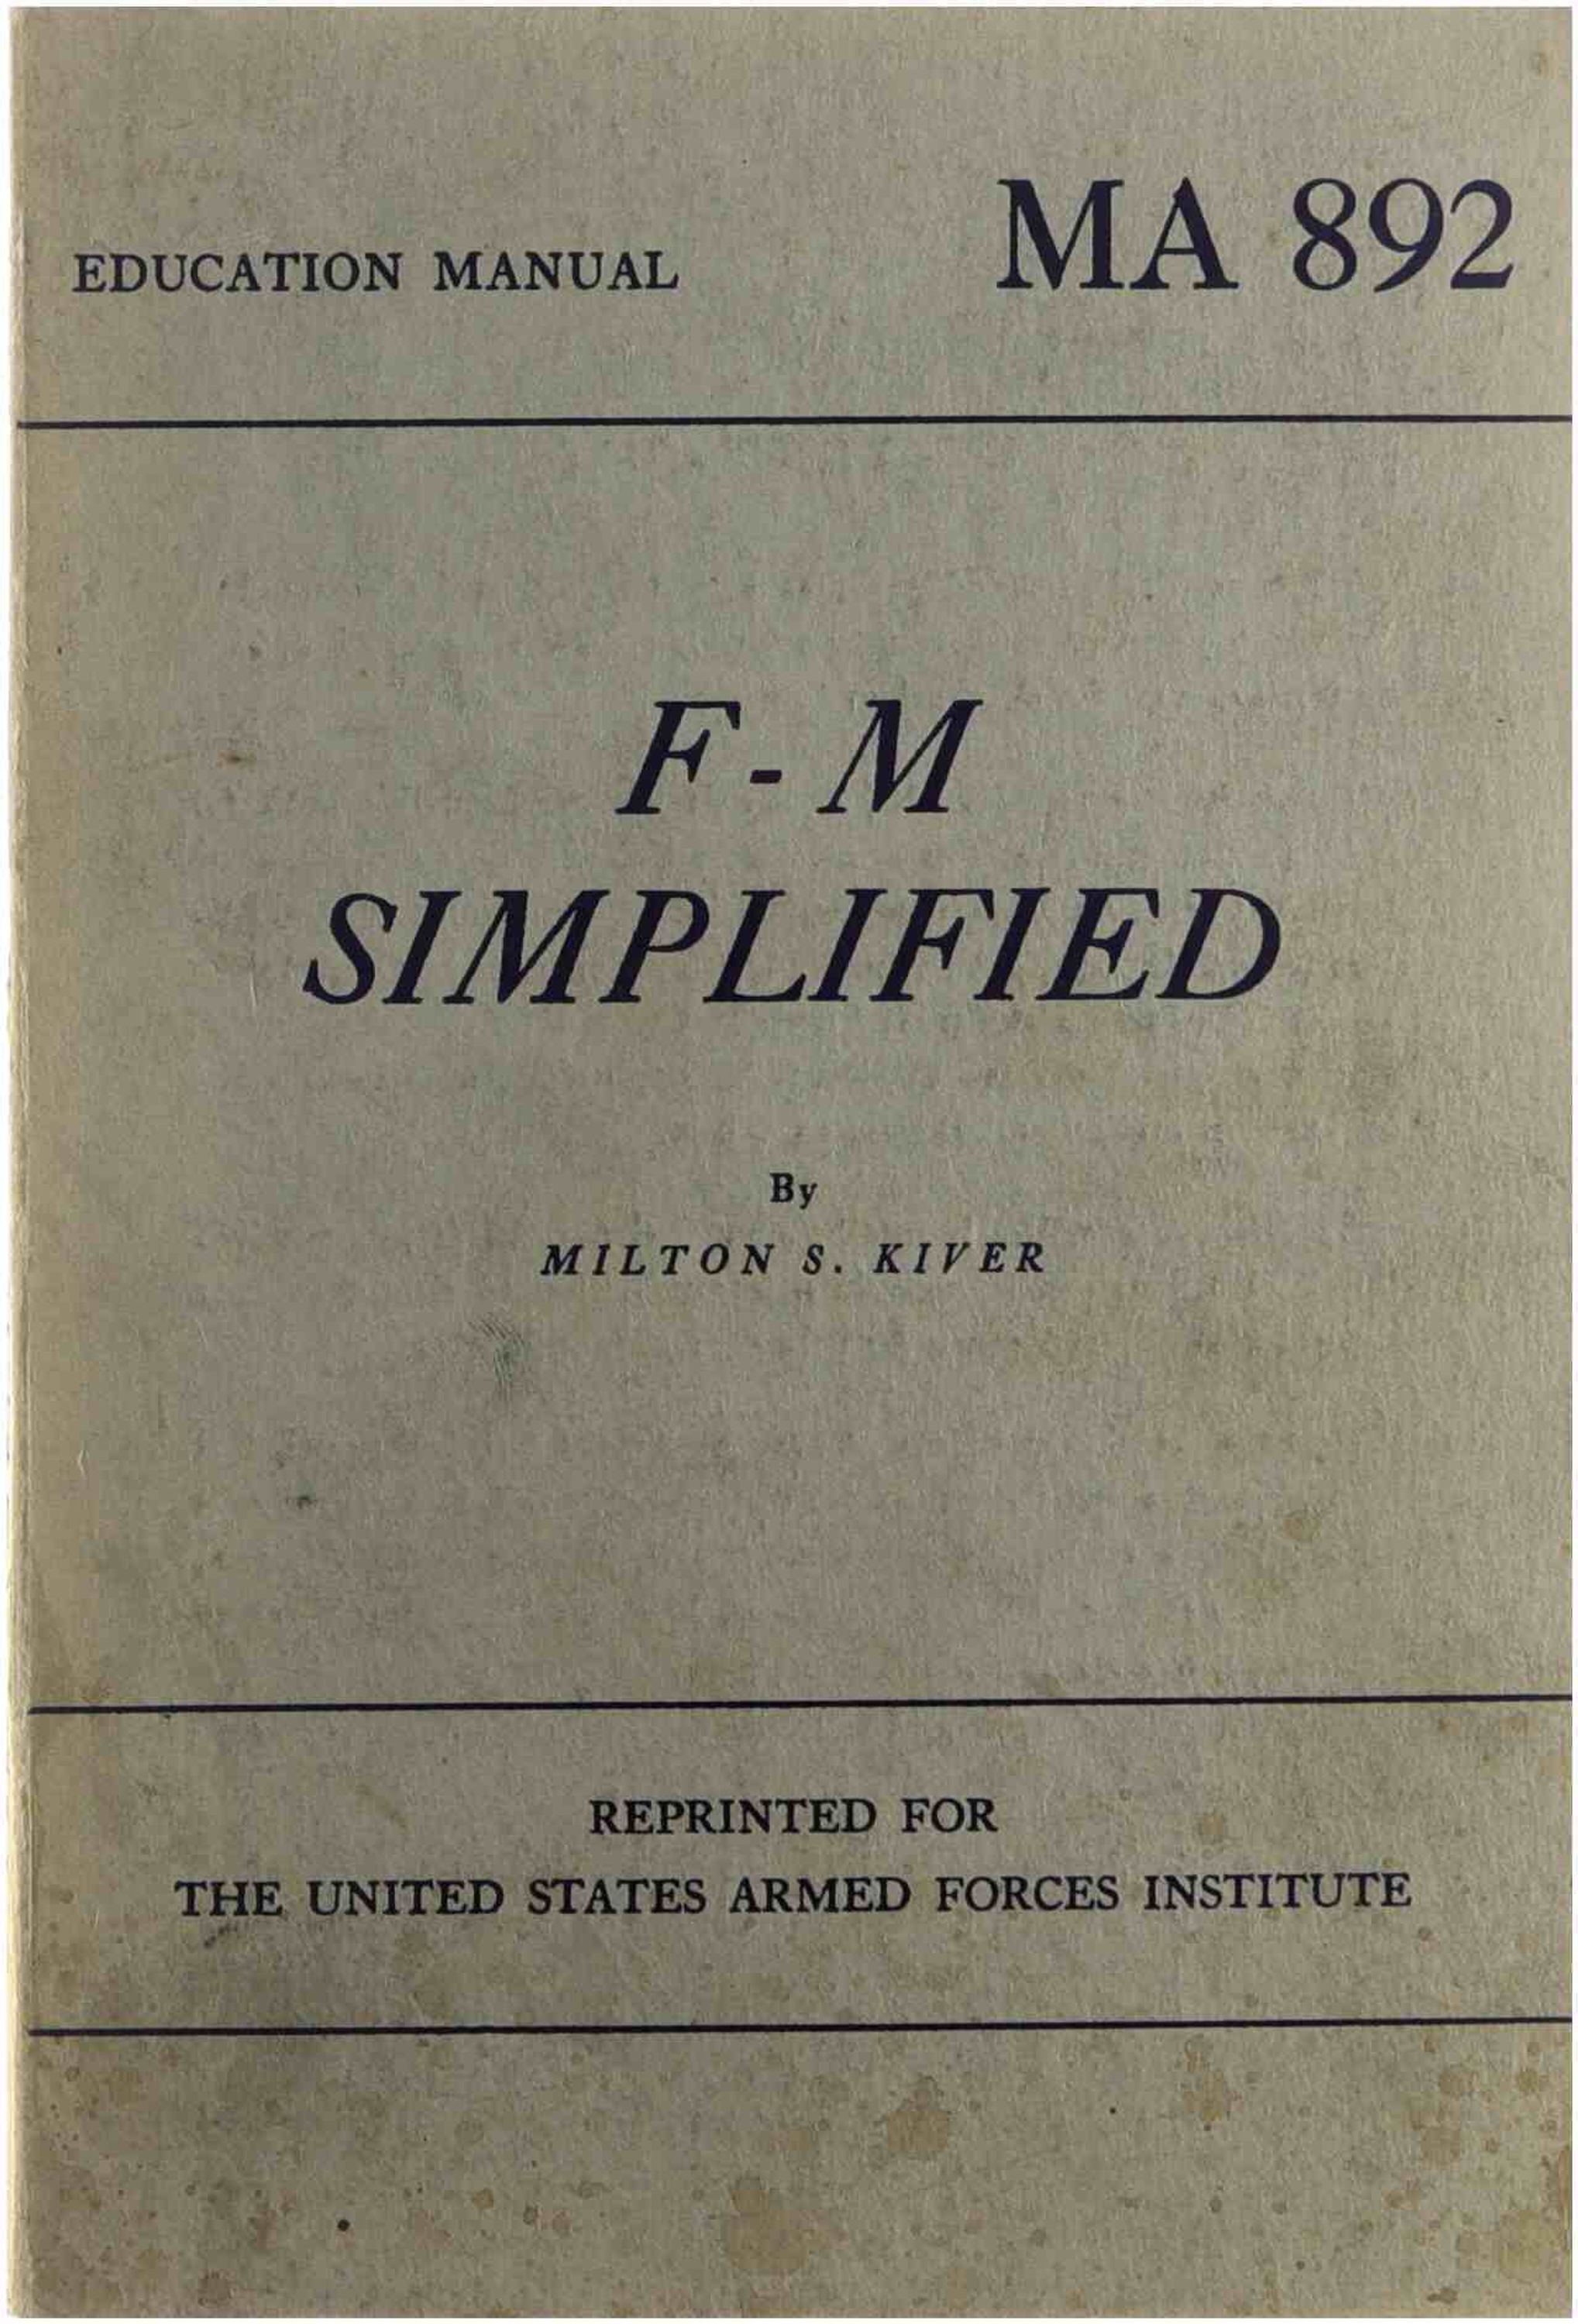 EDUCATION MANUAL MA 892
F-M
SIMPLIFIED
By
MILTON S. KIVER
REPRINTED FOR
THE UNITED STATES ARMED FORCES INSTITUTE